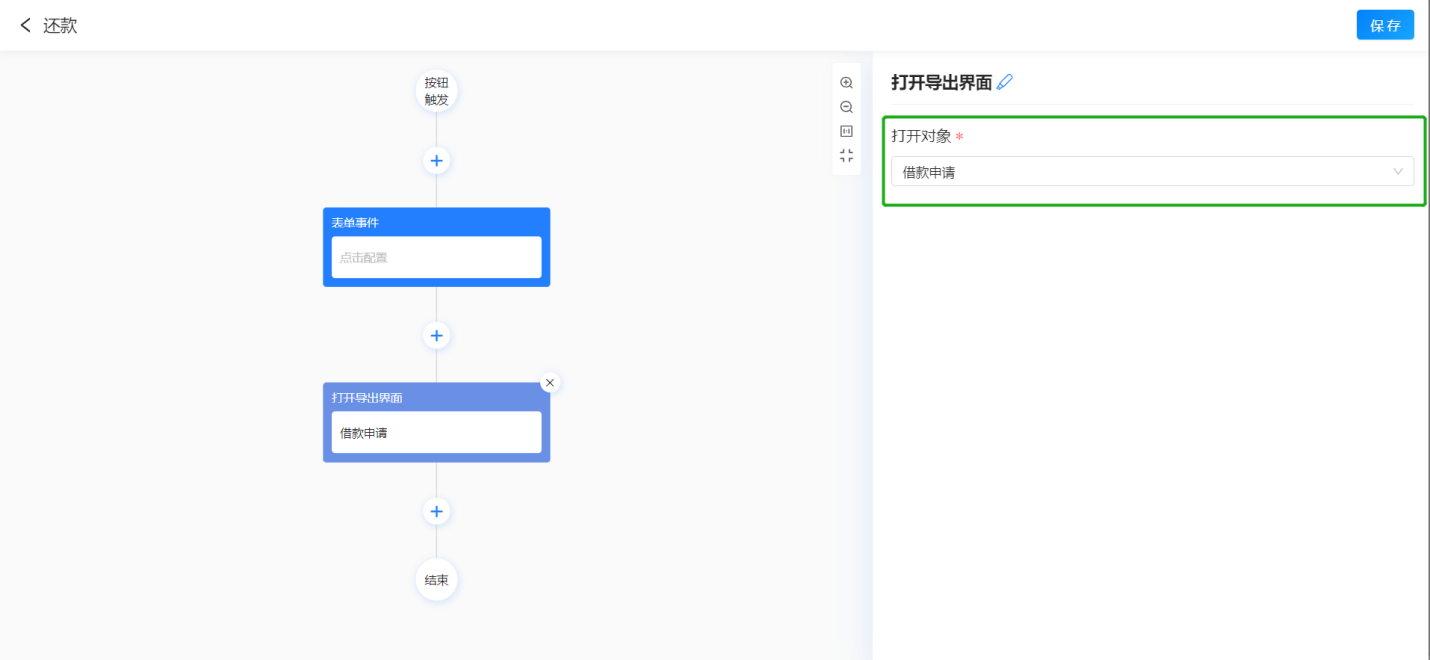 还款
保存
按钮
触发
表单事件
点击配置
打开导出界面
借款申请
结束
打开导出界面
打开对象 *
借款申请